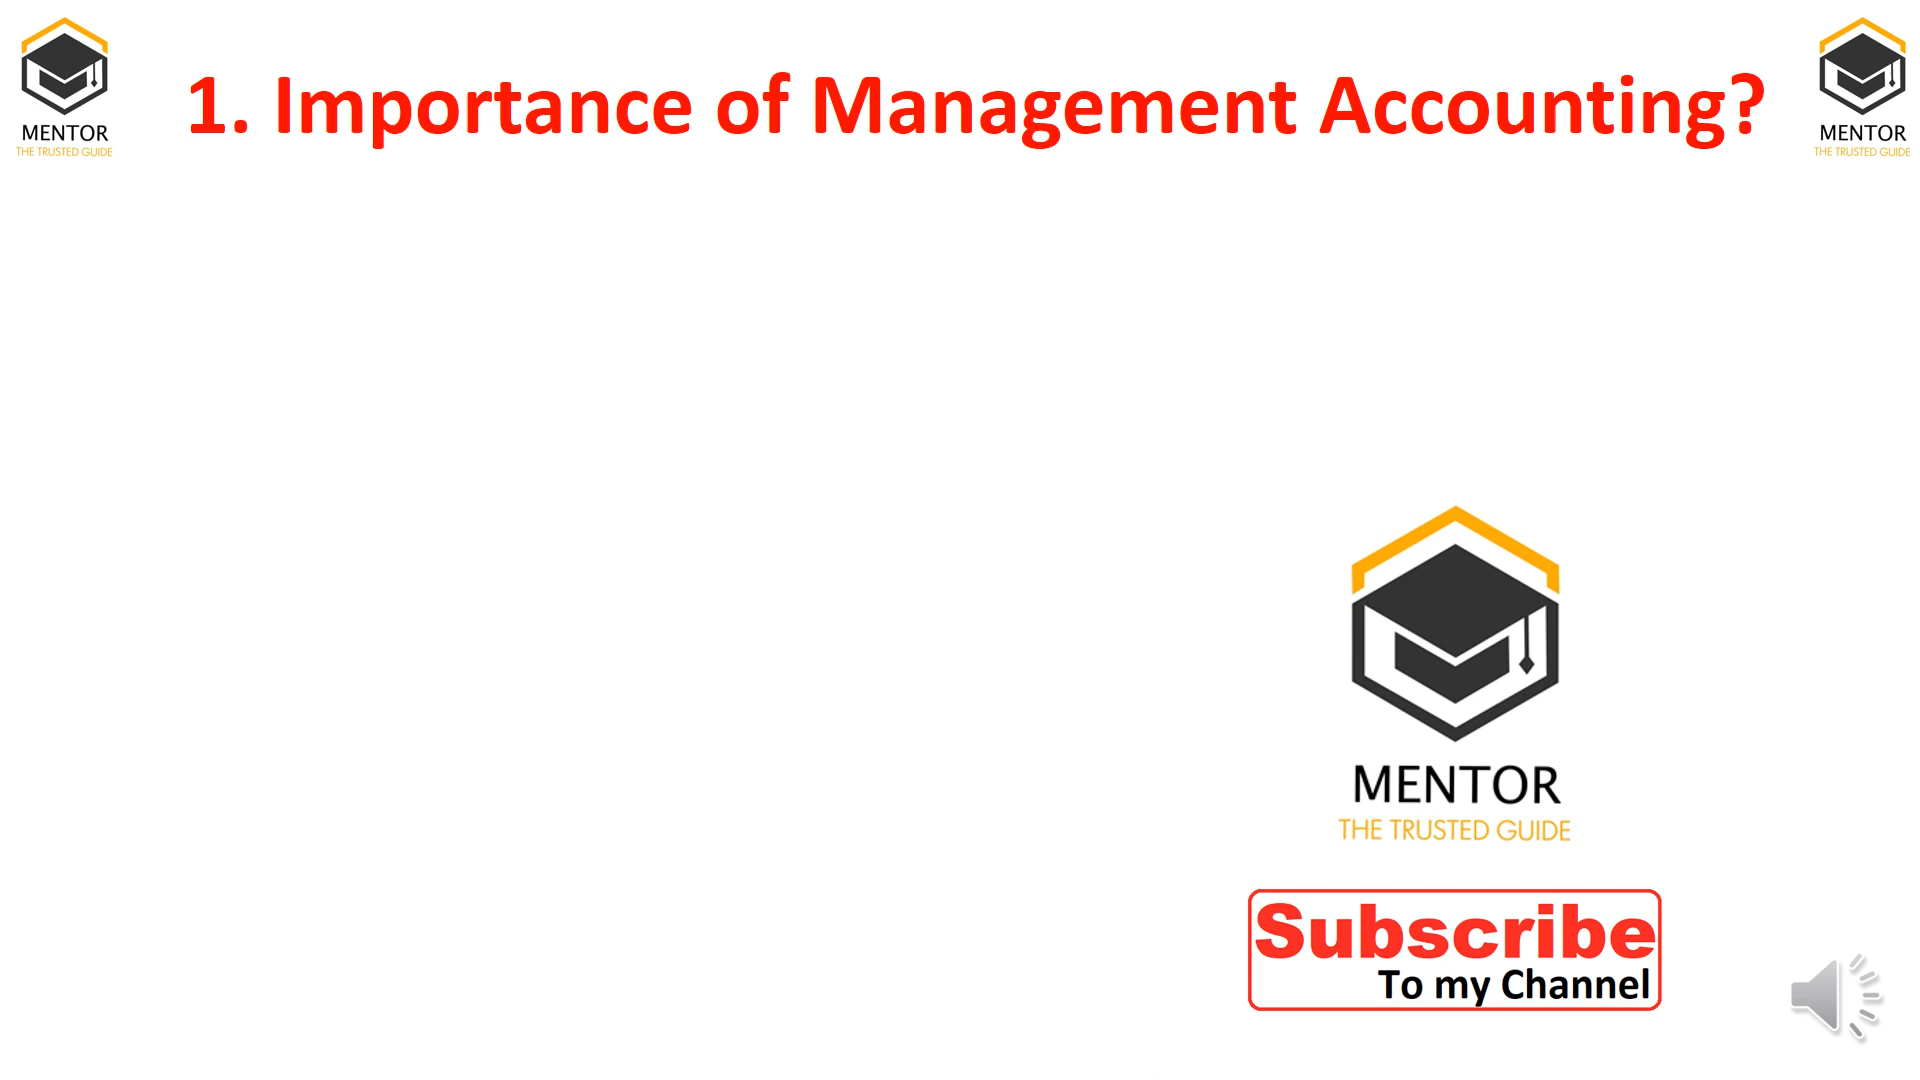 MENTOR
THE TRUSTED GUIDE
1. Importance of Management Accounting?
MENTOR
THE TRUSTED GUIDE
MENTOR
THE TRUSTED GUIDE
Subscribe
To my Channel